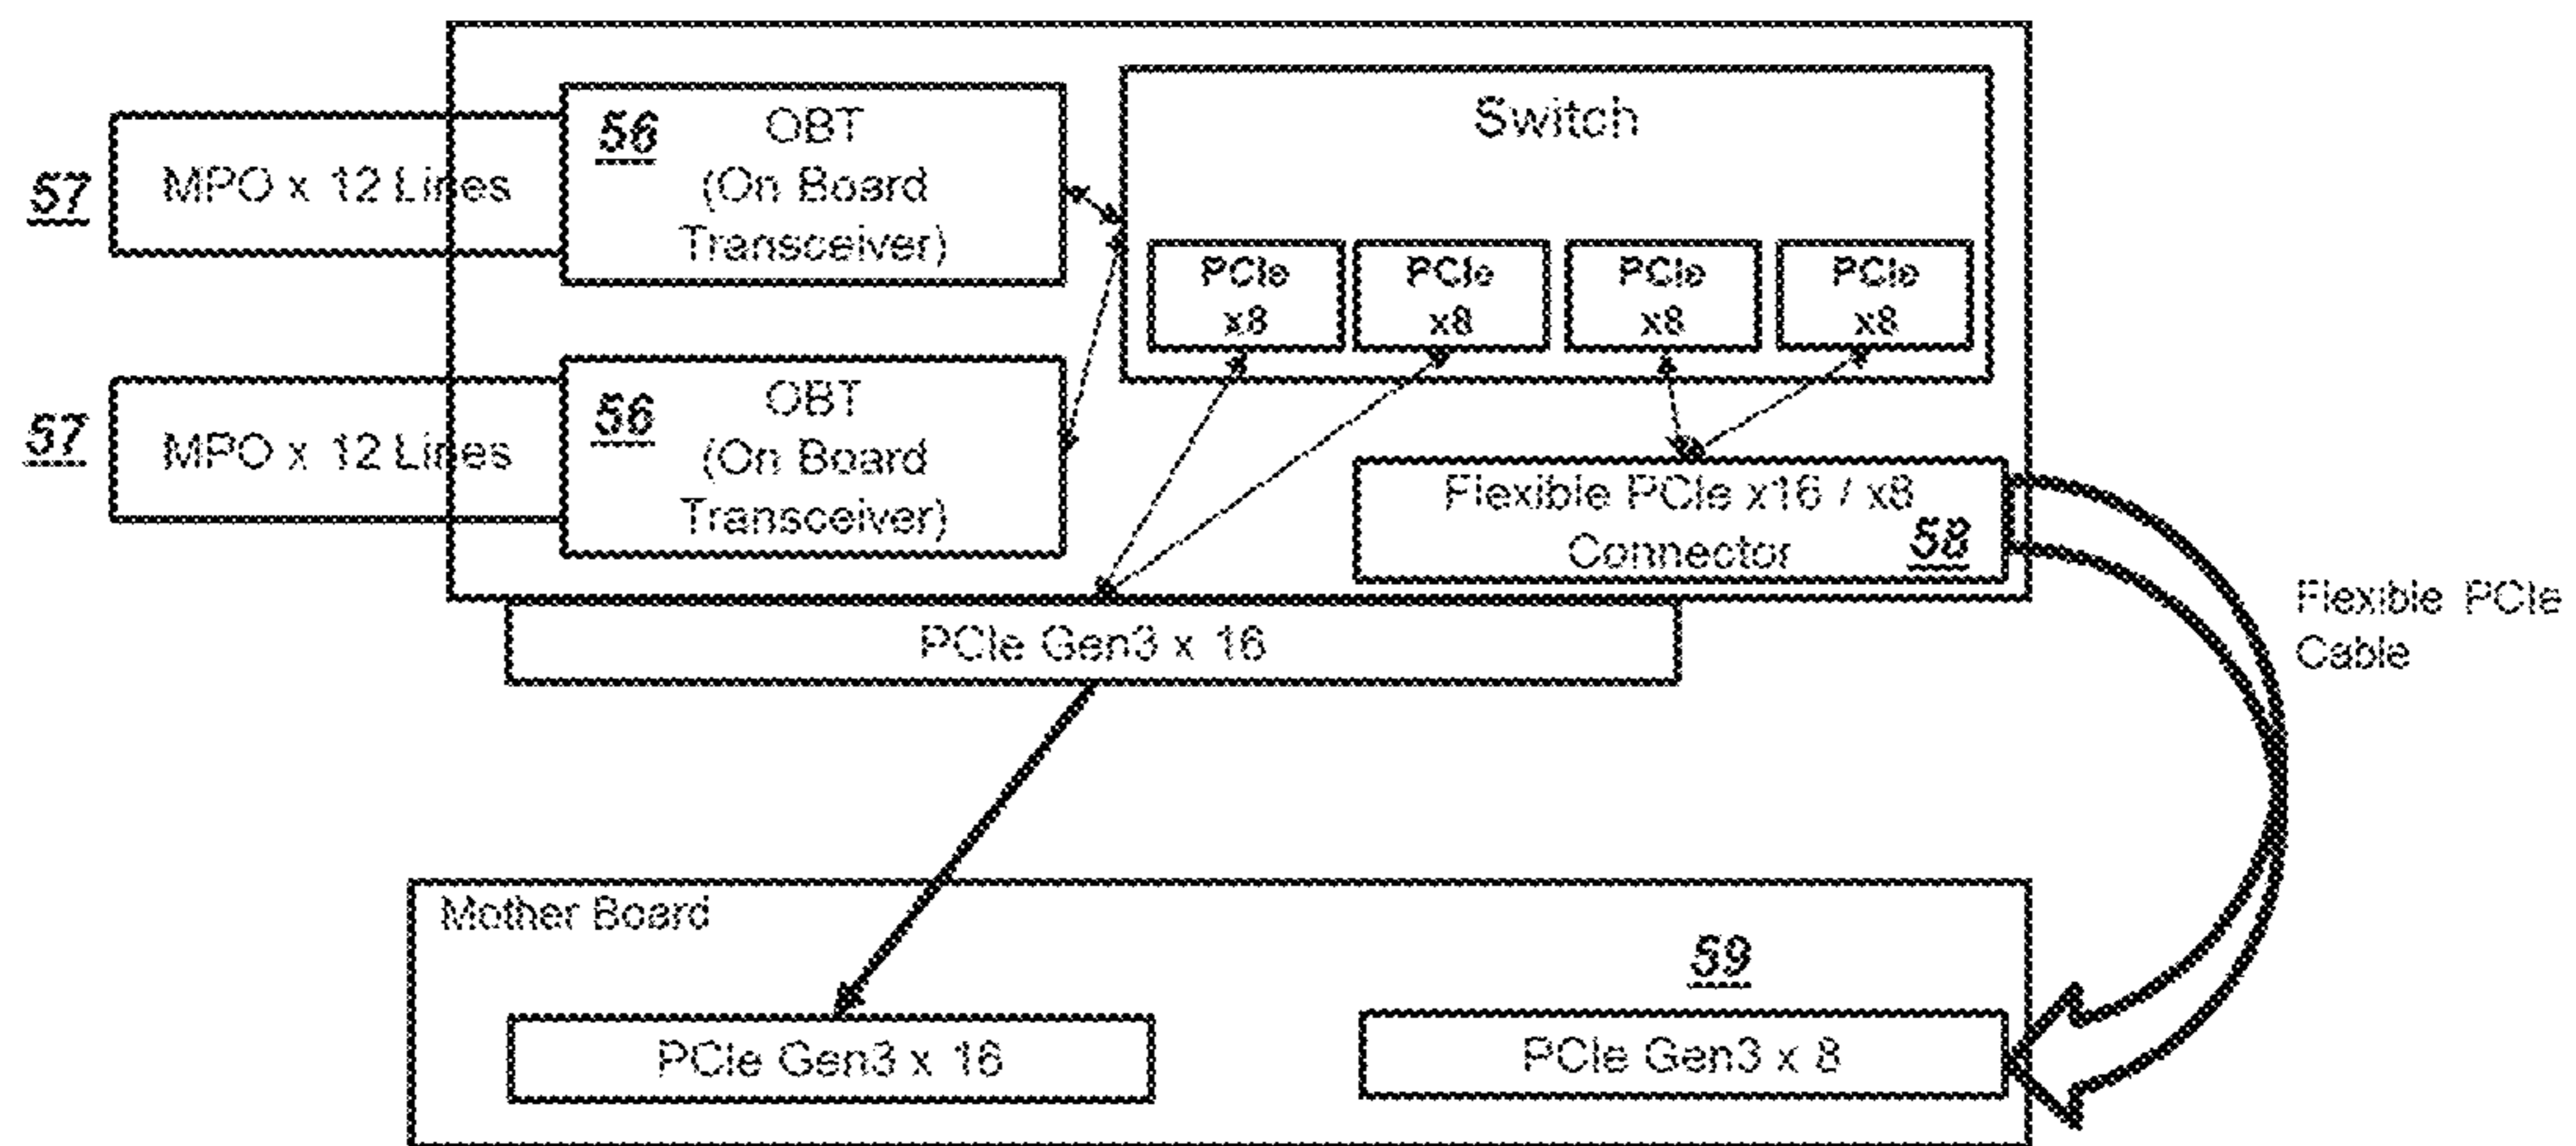 Switch
56
OBT
(On Board
Transceiver)
57
MPO x 12 Lines
PCIe
x8
PCIe
x8
PCIe
x8
PCIe
x8
56
OBT
(On Board
Transceiver)
57
MPO x 12 Lines
Flexible PCIe x16 / x8
Connector
58
Flexible PCIe
Cable
PCIe Gen3 x 16
Mother Board
59
PCIe Gen3 x 16
PCIe Gen3 x 8